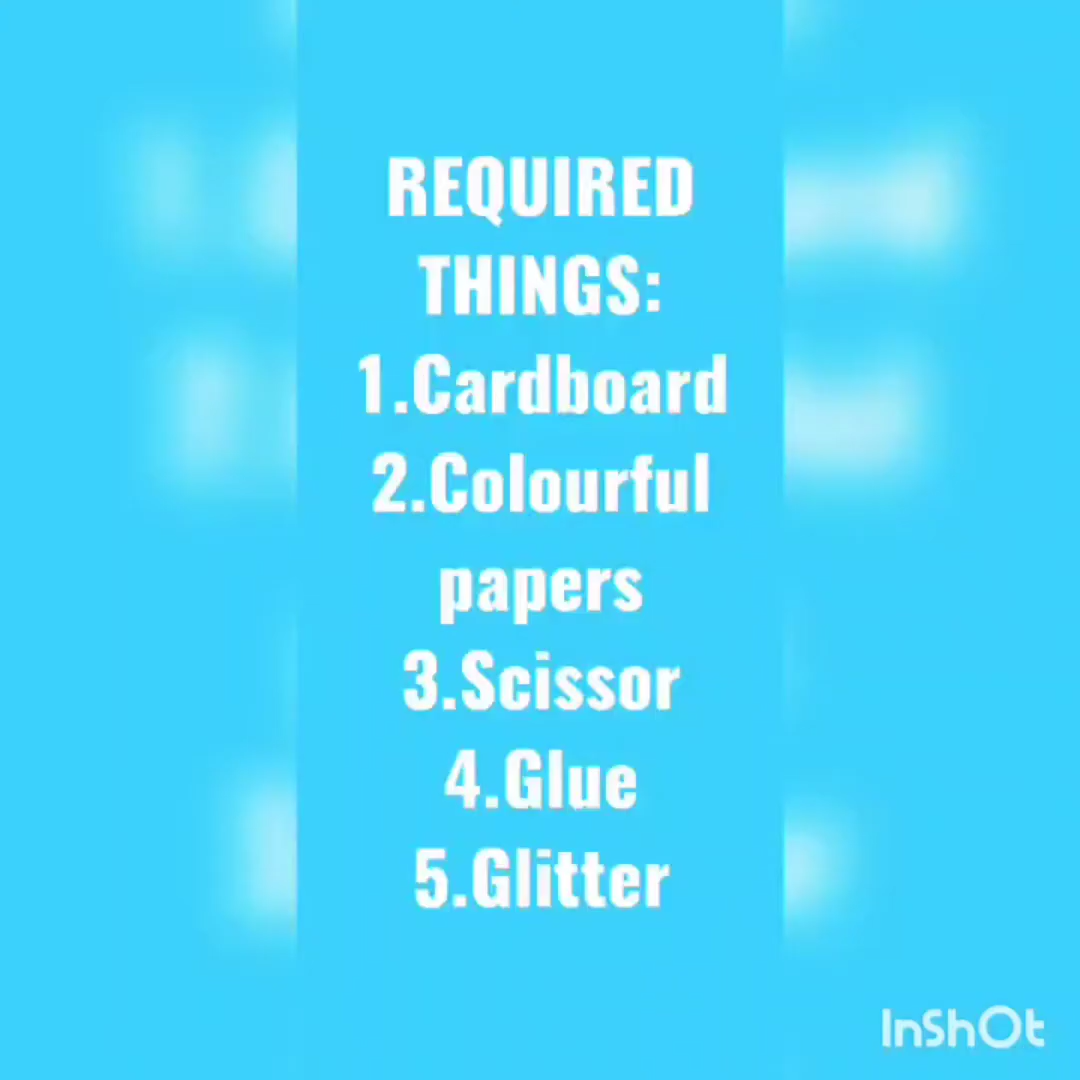 REQUIRED
THINGS:
1.Cardboard
2.Colourful
papers
3.Scissor
4.Glue
5.Glitter
InShOt